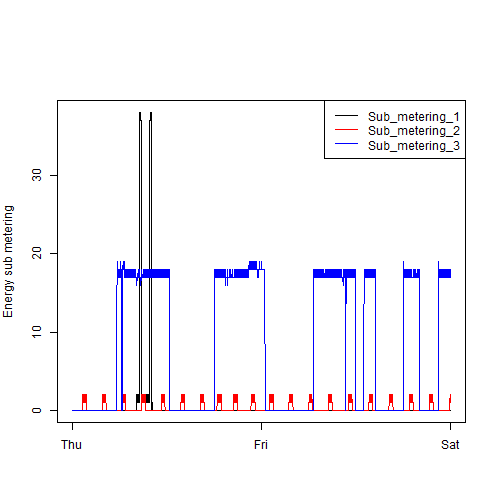 Sub_metering_1
Sub_metering_2
Sub_metering_3
Energy sub metering
30
20
10
0
Thu
Fri
Sat